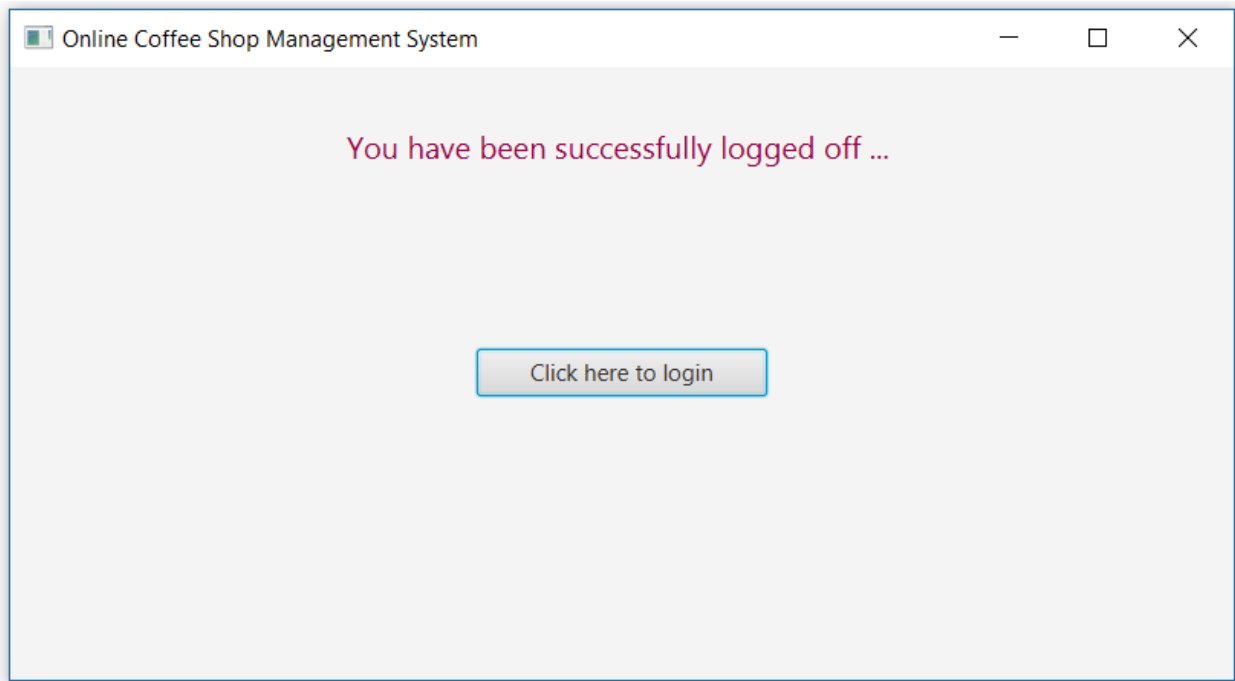 Online Coffee Shop Management System
You have been successfully logged off ...
Click here to login